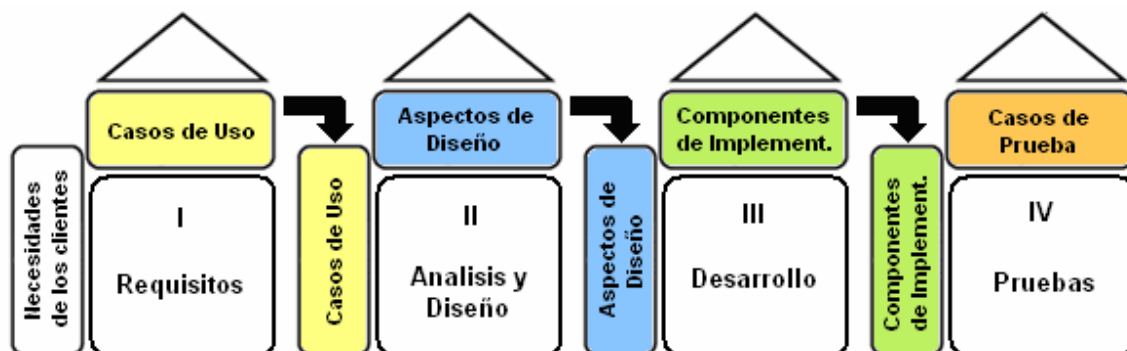 Casos de Uso
Aspectos de
Diseño
Componentes
de Implement.
Casos de
Prueba
Necesidades
de los clientes
I
Requisitos
Casos de Uso
II
Analisis y
Diseño
Aspectos de
Diseño
III
Desarrollo
Componentes
de Implement.
IV
Pruebas